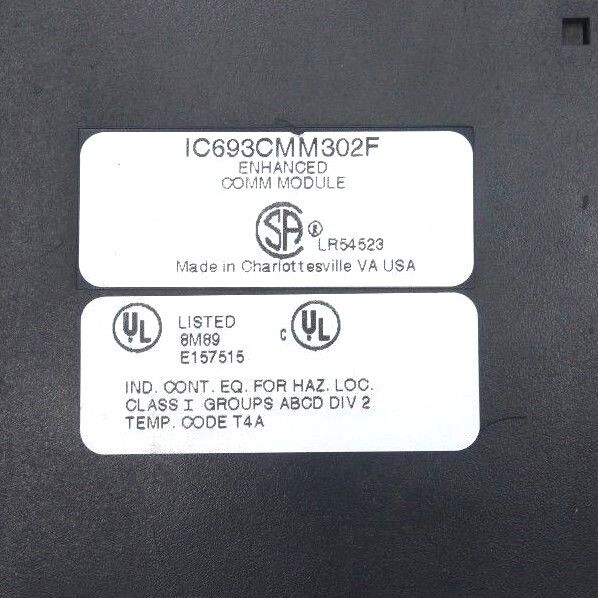 IC693CMM302F
ENHANCED
COMM MODULE
SA ®
LR54523
Made in Charlottesville VA USA
UL
LISTED
8M89
E157515
C UL
IND. CONT. EQ. FOR HAZ. LOC.
CLASS I GROUPS ABCD DIV 2
TEMP. CODE T4A